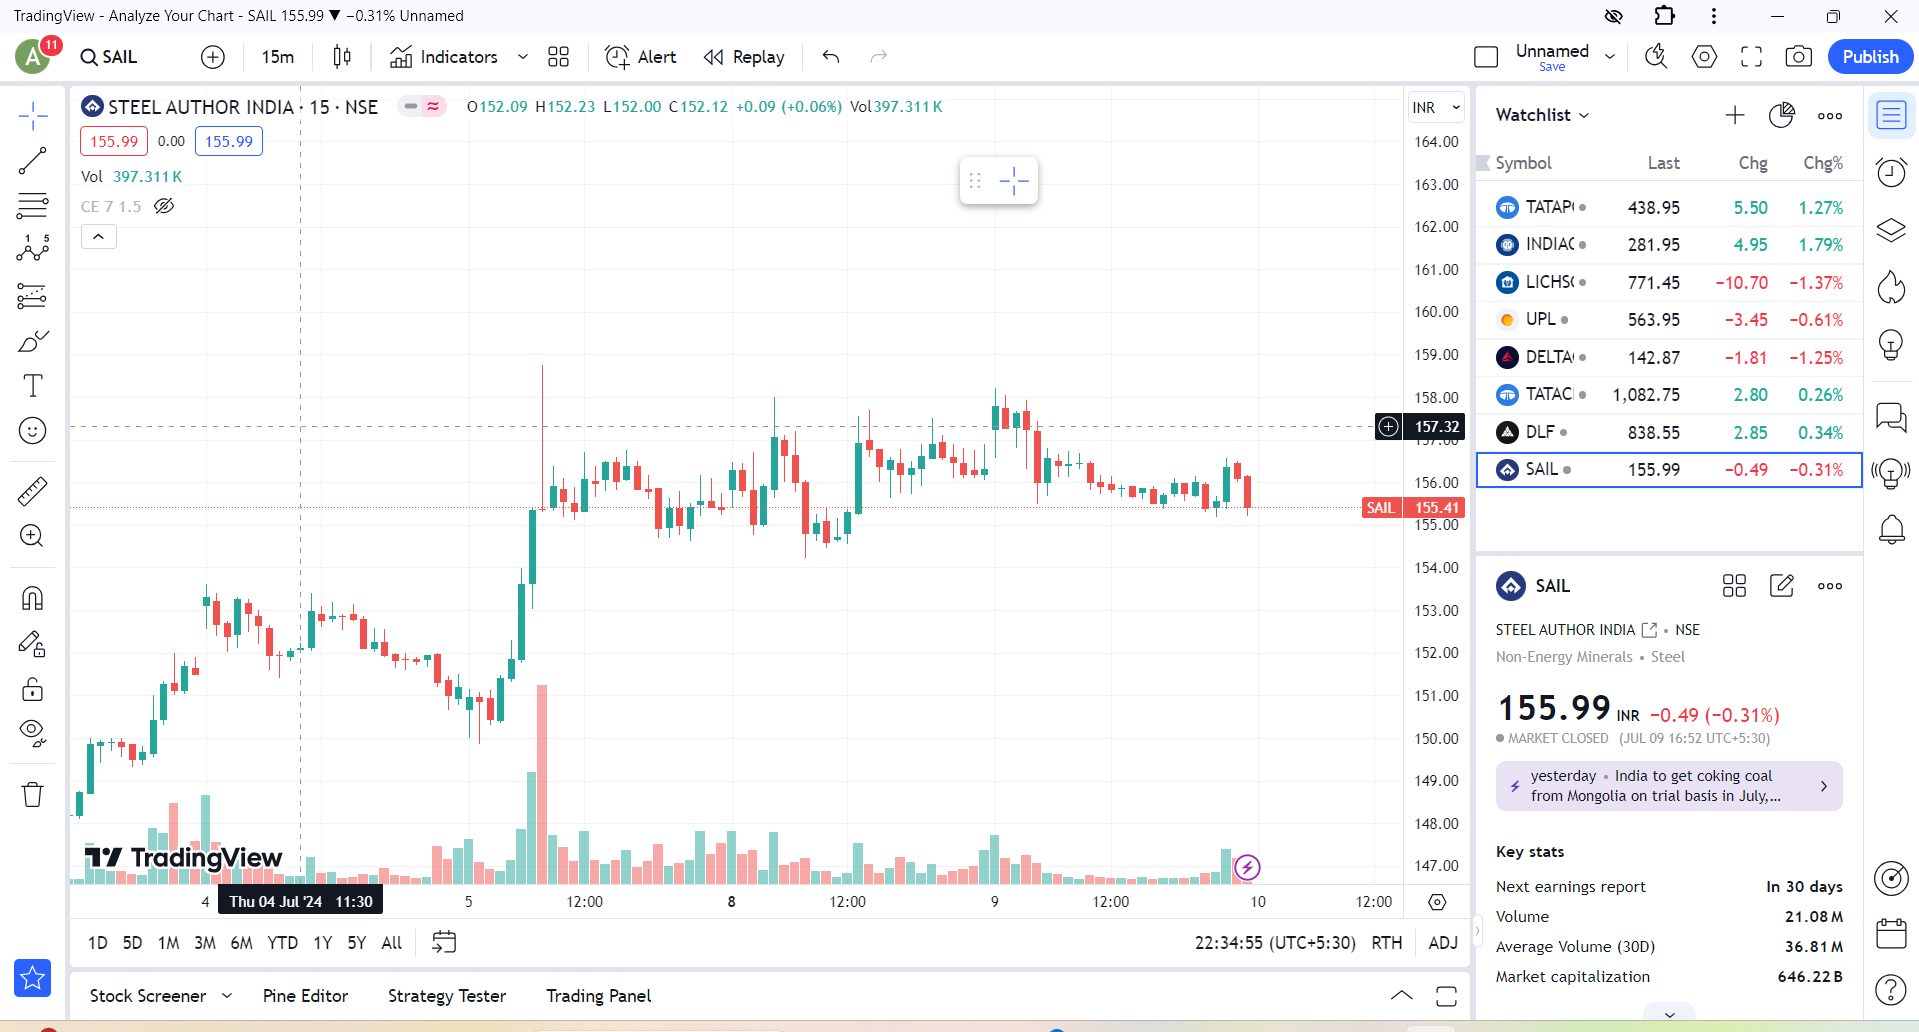 TradingView - Analyze Your Chart - SAIL 155.99 ▼ −0.31% Unnamed
A 11 SAIL 15m Indicators Alert Replay Unnamed Save Publish
STEEL AUTHOR INDIA · 15 · NSE O152.09 H152.23 L152.00 C152.12 +0.09 (+0.06%) Vol397.311K
155.99 0.00 155.99
Vol 397.311K
CE 7 1.5
INR
164.00
163.00
162.00
161.00
160.00
159.00
158.00
157.32
157.00
156.00
SAIL 155.41
155.00
154.00
153.00
152.00
151.00
150.00
149.00
148.00
147.00
TradingView
4 Thu 04 Jul '24 11:30 5 12:00 8 12:00 9 12:00 10 12:00
1D 5D 1M 3M 6M YTD 1Y 5Y All 22:34:55 (UTC+5:30) RTH ADJ
Stock Screener Pine Editor Strategy Tester Trading Panel
Watchlist
Symbol Last Chg Chg%
TATAP 438.95 5.50 1.27%
INDIAC 281.95 4.95 1.79%
LICHS 771.45 −10.70 −1.37%
UPL 563.95 −3.45 −0.61%
DELTA 142.87 −1.81 −1.25%
TATAC 1,082.75 2.80 0.26%
DLF 838.55 2.85 0.34%
SAIL 155.99 −0.49 −0.31%
SAIL
STEEL AUTHOR INDIA • NSE
Non-Energy Minerals • Steel
155.99 INR −0.49 (−0.31%)
MARKET CLOSED (JUL 09 16:52 UTC+5:30)
yesterday • India to get coking coal
from Mongolia on trial basis in July,...
Key stats
Next earnings report In 30 days
Volume 21.08M
Average Volume (30D) 36.81M
Market capitalization 646.22B